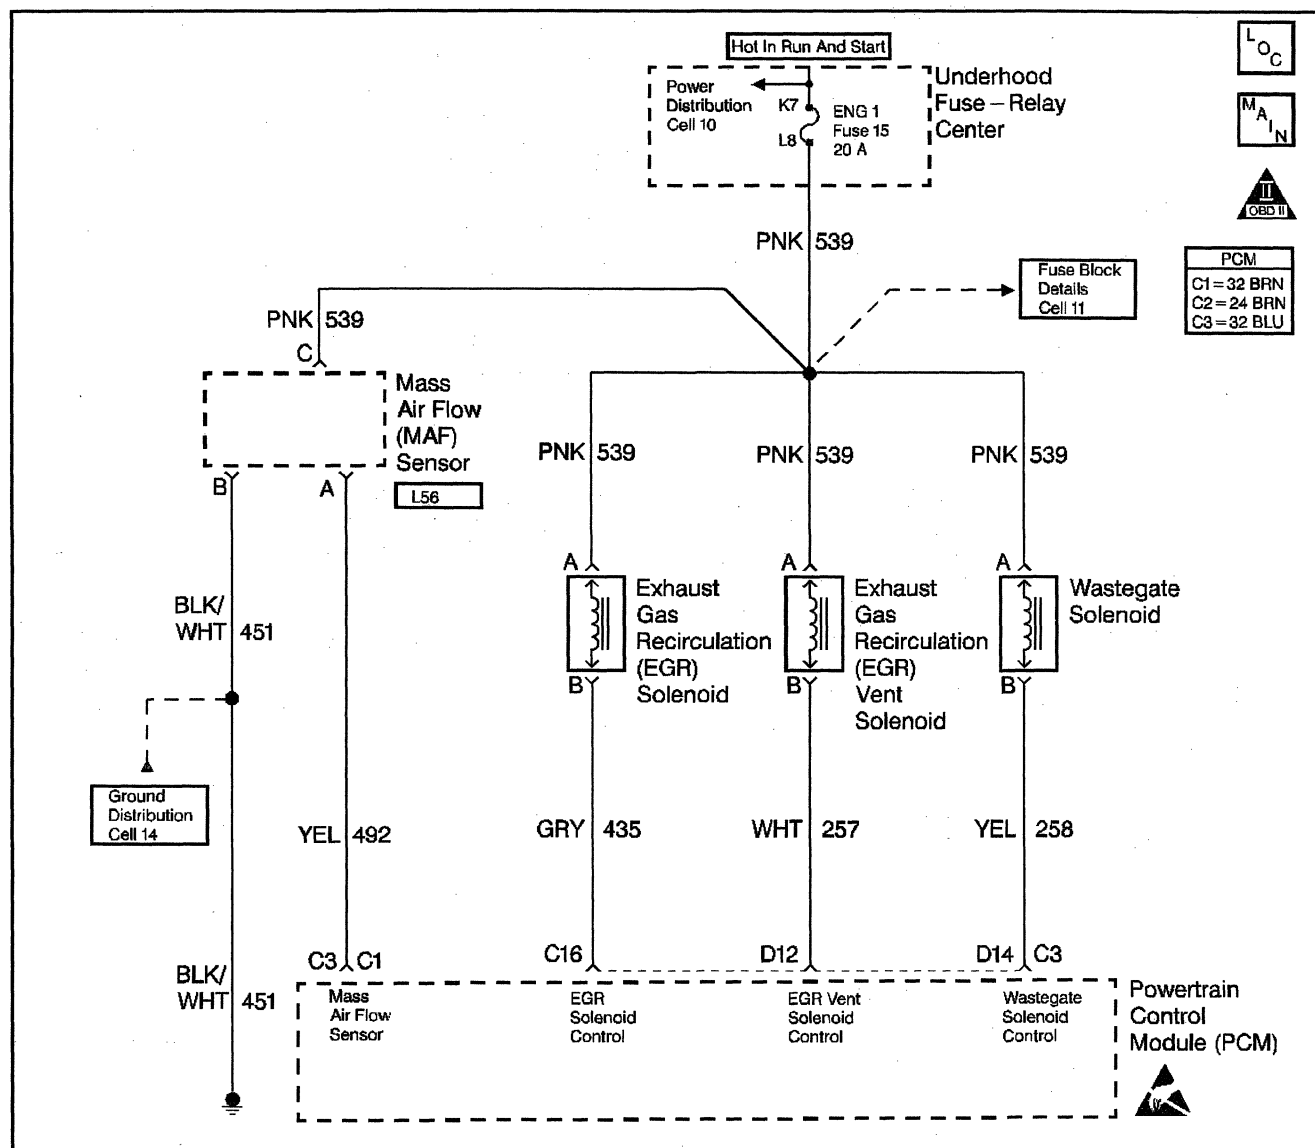 Hot In Run And Start
LOC
MAIN
II
OBD II
Underhood
Fuse – Relay
Center
Power
Distribution
Cell 10
K7
L8
ENG 1
Fuse 15
20 A
PNK 539
Fuse Block
Details
Cell 11
PCM
C1=32 BRN
C2=24 BRN
C3=32 BLU
PNK 539
C
Mass
Air Flow
(MAF)
Sensor
L56
B
A
PNK 539
PNK 539
PNK 539
A
A
A
Exhaust
Gas
Recirculation
(EGR)
Solenoid
Exhaust
Gas
Recirculation
(EGR)
Vent
Solenoid
Wastegate
Solenoid
B
B
B
BLK/
WHT 451
Ground
Distribution
Cell 14
YEL 492
GRY 435
WHT 257
YEL 258
BLK/
WHT 451
C3 C1
C16
D12
D14 C3
Mass
Air Flow
Sensor
EGR
Solenoid
Control
EGR Vent
Solenoid
Control
Wastegate
Solenoid
Control
Powertrain
Control
Module (PCM)